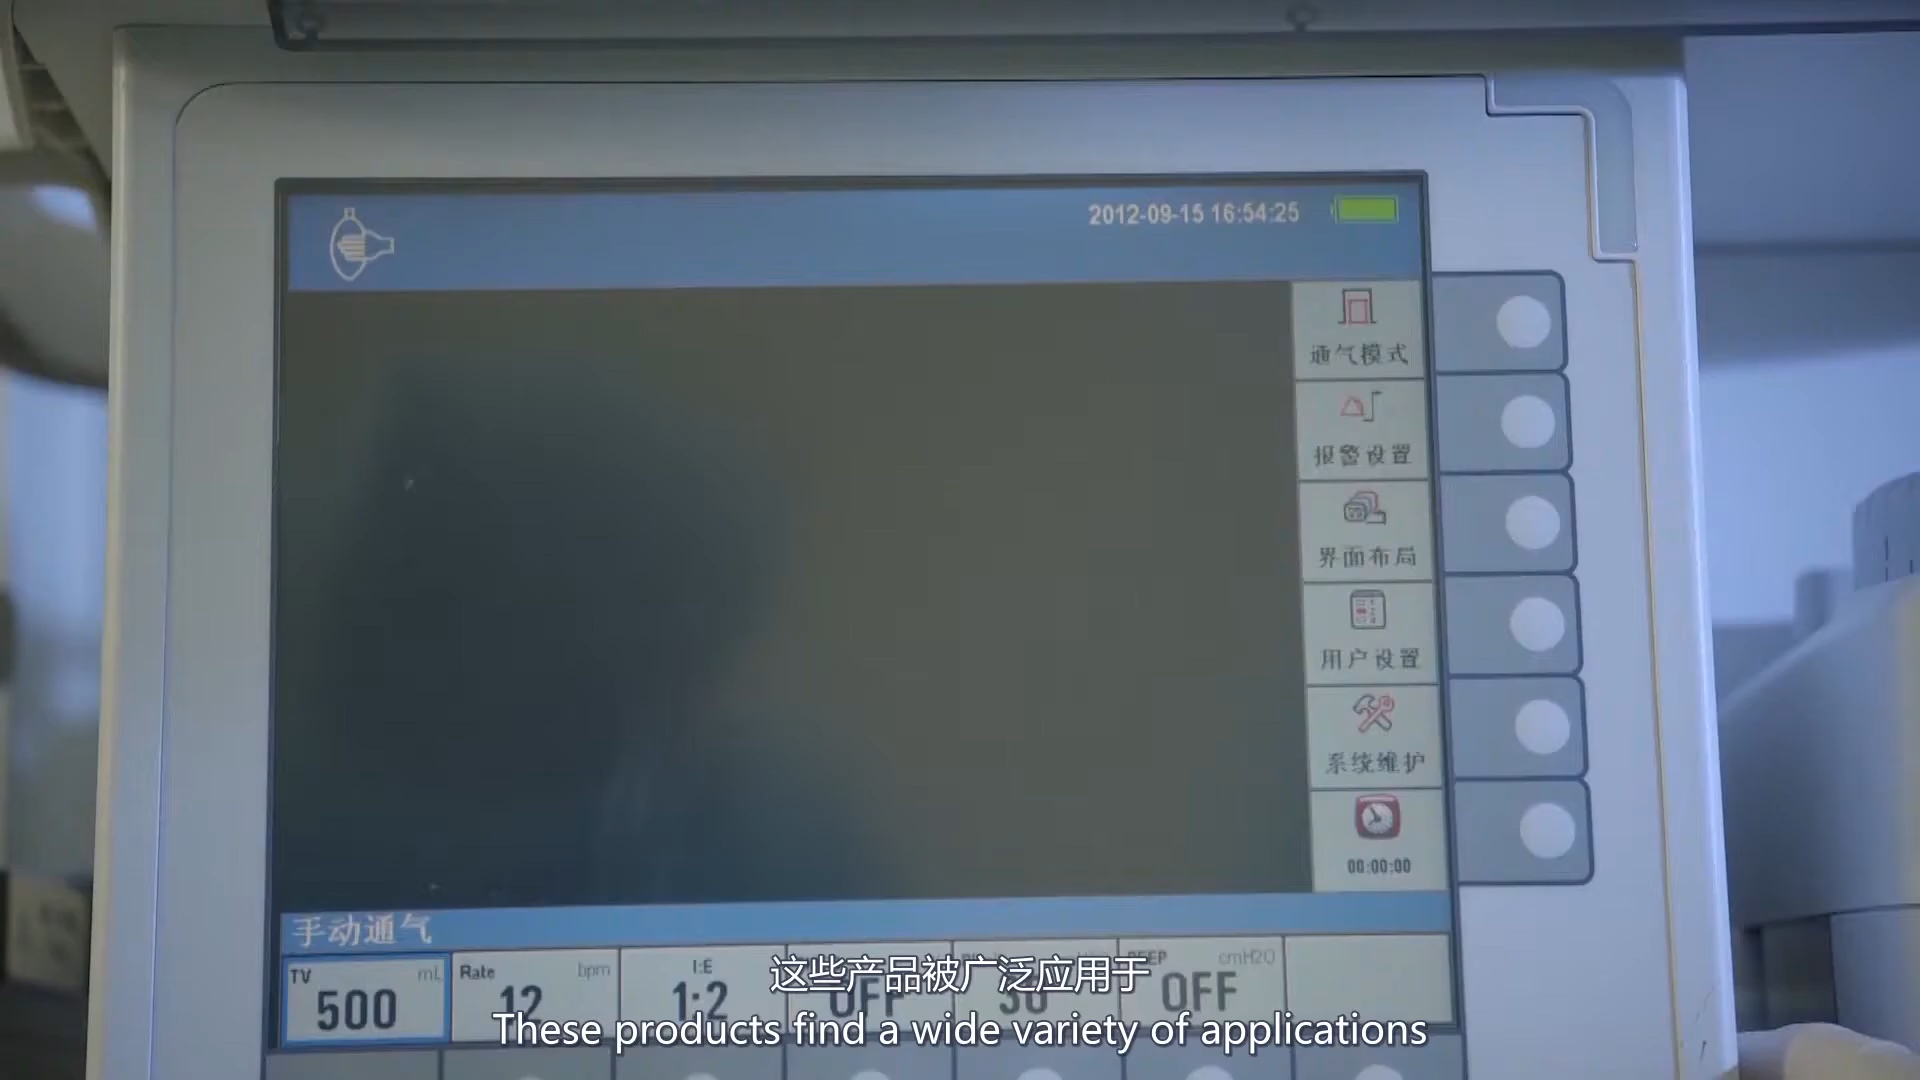 2012-09-15 16:54:25
通气模式
报警设置
界面布局
用户设置
系统维护
00:00:00
手动通气
TV mL
500
Rate bpm
12
I:E
1:2
OFF
30
PEEP cmH2O
OFF
这些产品被广泛应用于
These products find a wide variety of applications